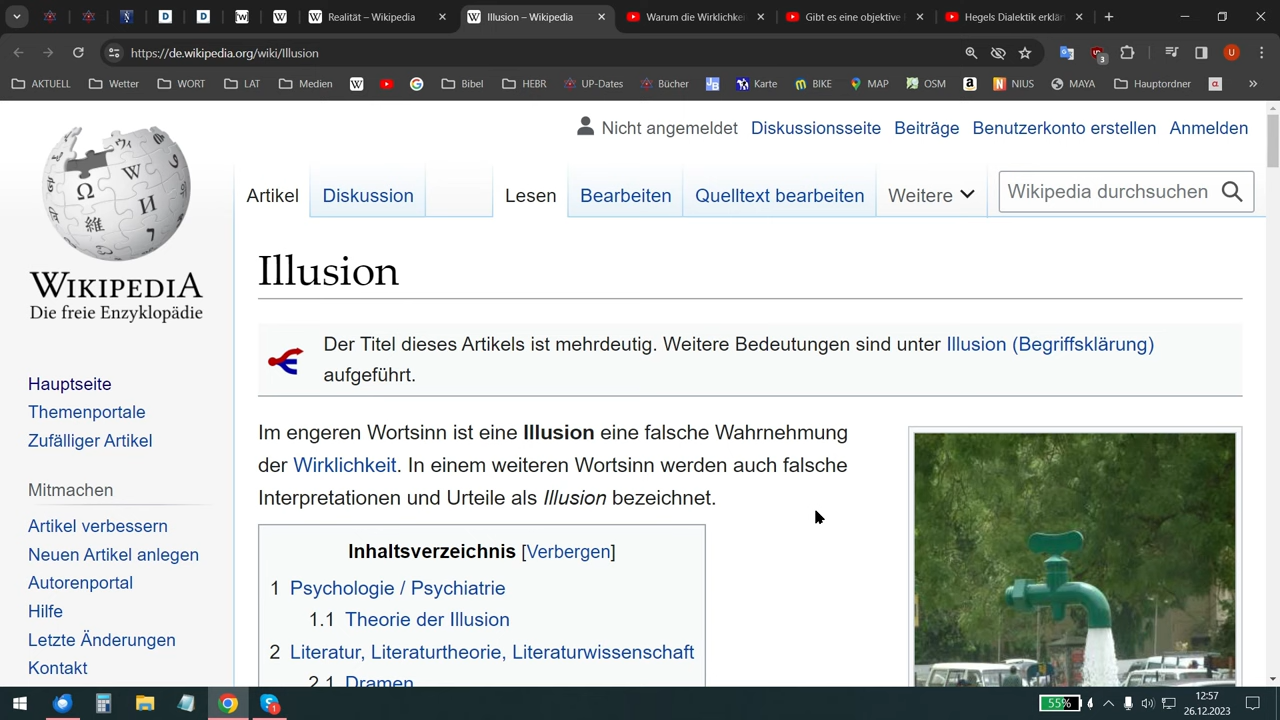 Realität – Wikipedia
Illusion – Wikipedia
Warum die Wirklichke
Gibt es eine objektive
Hegels Dialektik erklär
https://de.wikipedia.org/wiki/Illusion
3
U
AKTUELL
Wetter
WORT
LAT
Medien
W
Bibel
HEBR
UP-Dates
Bücher
Karte
BIKE
MAP
OSM
a
NIUS
MAYA
Hauptordner
α
»
Nicht angemeldet Diskussionsseite Beiträge Benutzerkonto erstellen Anmelden
Artikel Diskussion Lesen Bearbeiten Quelltext bearbeiten Weitere Wikipedia durchsuchen
WIKIPEDIA
Die freie Enzyklopädie
Hauptseite
Themenportale
Zufälliger Artikel
Mitmachen
Artikel verbessern
Neuen Artikel anlegen
Autorenportal
Hilfe
Letzte Änderungen
Kontakt
Illusion
Der Titel dieses Artikels ist mehrdeutig. Weitere Bedeutungen sind unter Illusion (Begriffsklärung)
aufgeführt.
Im engeren Wortsinn ist eine Illusion eine falsche Wahrnehmung
der Wirklichkeit. In einem weiteren Wortsinn werden auch falsche
Interpretationen und Urteile als Illusion bezeichnet.
Inhaltsverzeichnis [Verbergen]
1 Psychologie / Psychiatrie
1.1 Theorie der Illusion
2 Literatur, Literaturtheorie, Literaturwissenschaft
2.1 Dramen
55%
12:57
26.12.2023